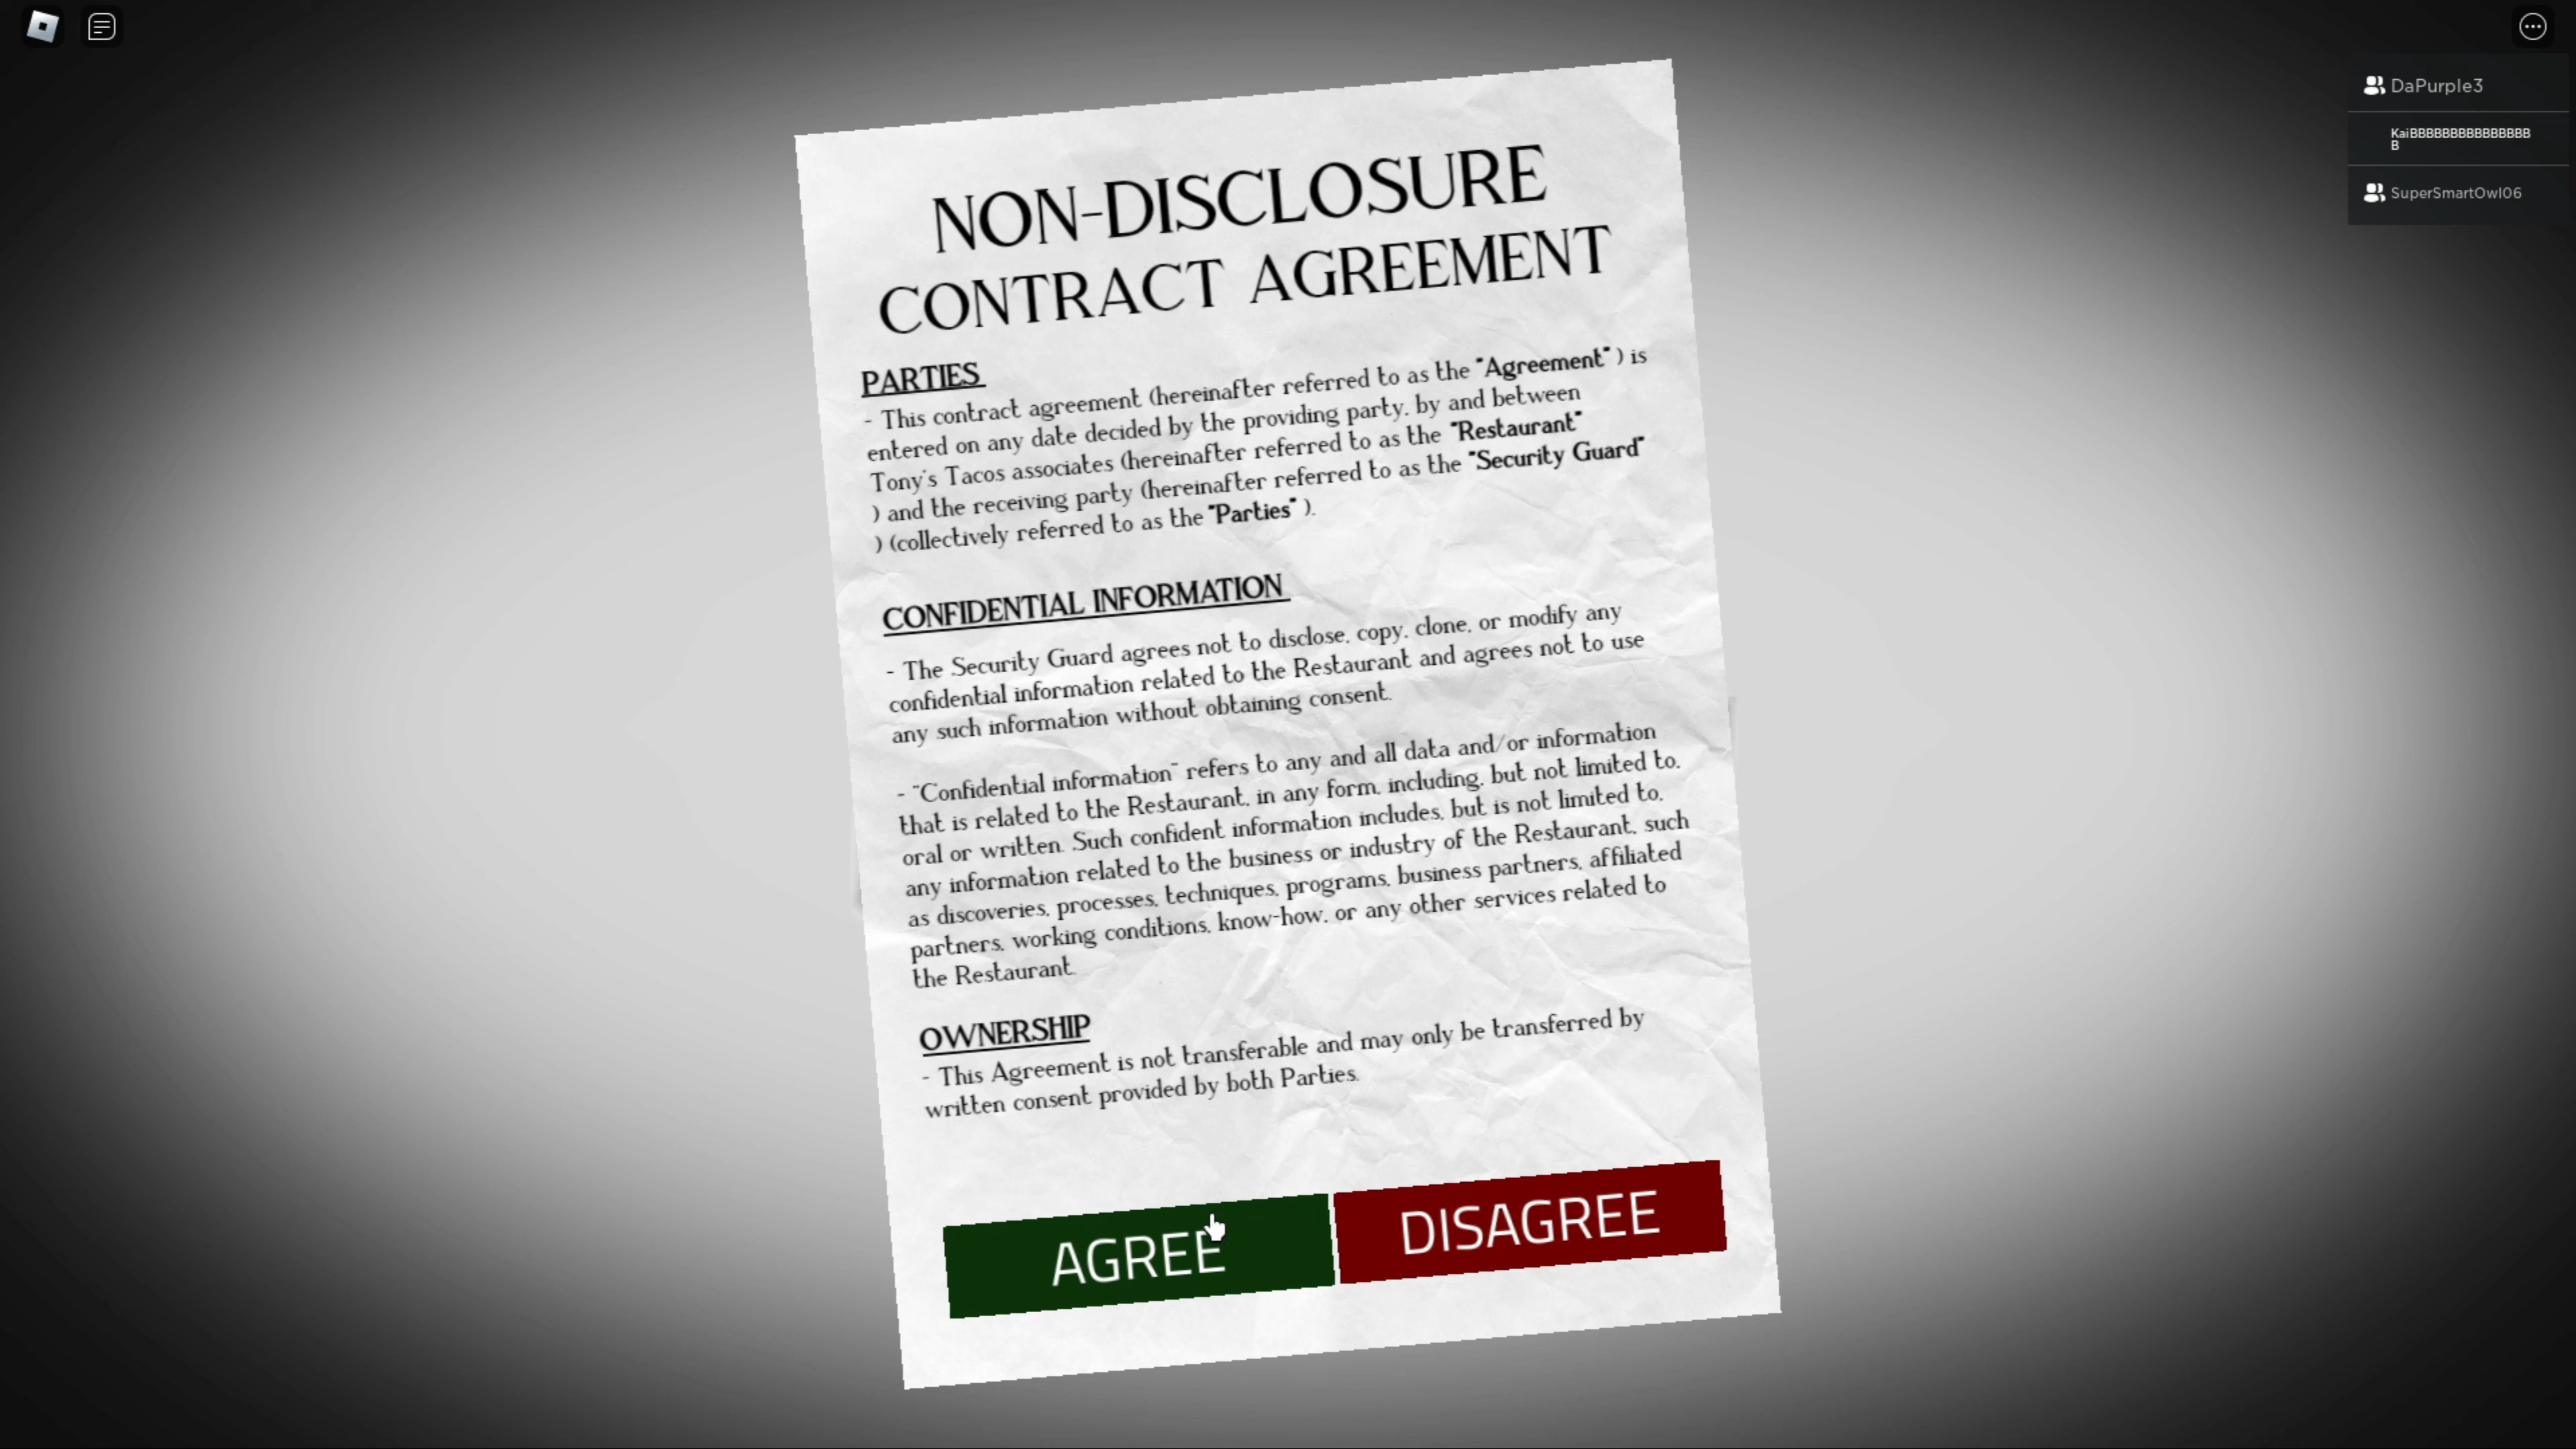 DaPurple3
KaiBBBBBBBBBBBBBBB
B
SuperSmartOwl06
NON-DISCLOSURE
CONTRACT AGREEMENT
PARTIES
- This contract agreement (hereinafter referred to as the "Agreement" ) is
entered on any date decided by the providing party, by and between
Tony's Tacos associates (hereinafter referred to as the "Restaurant"
) and the receiving party (hereinafter referred to as the "Security Guard"
) (collectively referred to as the "Parties" ).
CONFIDENTIAL INFORMATION
- The Security Guard agrees not to disclose, copy, clone, or modify any
confidential information related to the Restaurant and agrees not to use
any such information without obtaining consent.
- "Confidential information" refers to any and all data and/or information
that is related to the Restaurant, in any form, including, but not limited to,
oral or written. Such confident information includes, but is not limited to,
any information related to the business or industry of the Restaurant, such
as discoveries, processes, techniques, programs, business partners, affiliated
partners, working conditions, know-how, or any other services related to
the Restaurant.
OWNERSHIP
- This Agreement is not transferable and may only be transferred by
written consent provided by both Parties.
AGREE
DISAGREE